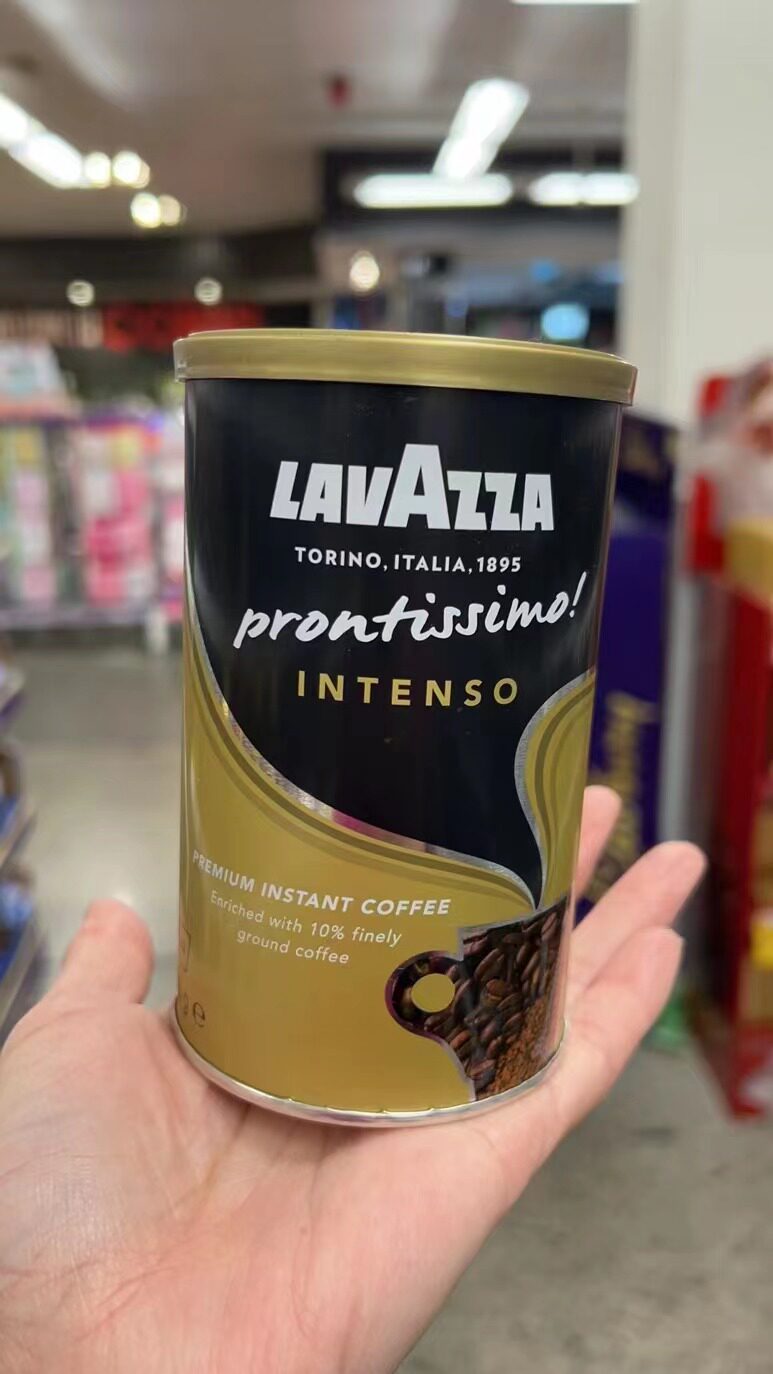 LAVAZZA
TORINO, ITALIA, 1895
prontissimo!
INTENSO
PREMIUM INSTANT COFFEE
Enriched with 10% finely
ground coffee